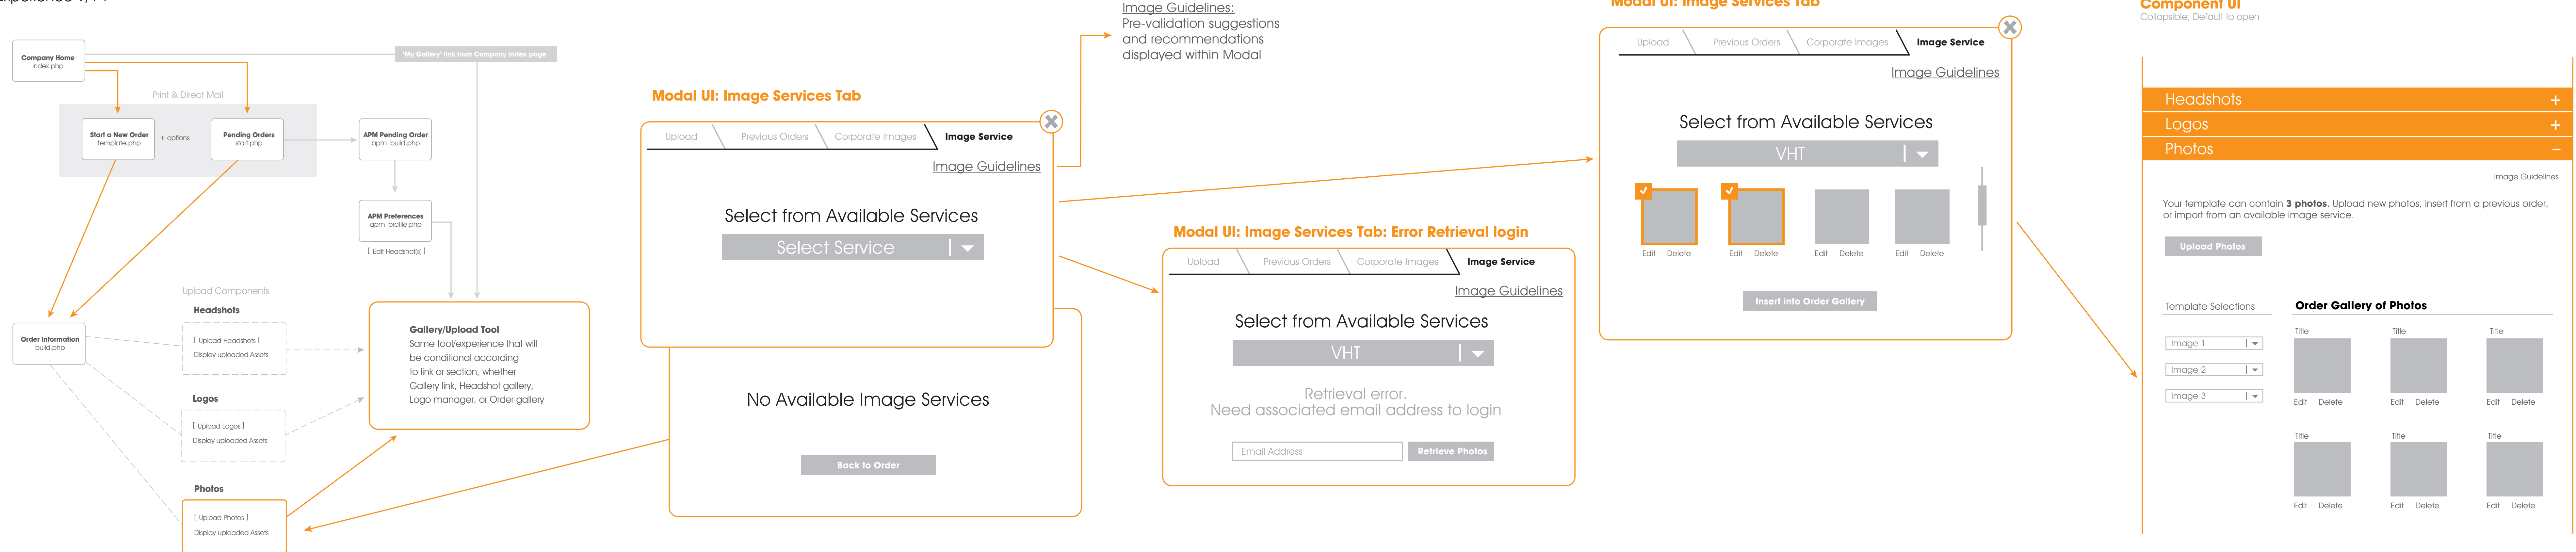 Company Home
index.php
'My Gallery' link from Company index page
Print & Direct Mail
Start a New Order
template.php
+ options
Pending Orders
start.php
APM Pending Order
apm_build.php
APM Preferences
apm_profile.php
[ Edit Headshot(s) ]
Upload Components
Headshots
[ Upload Headshots ]
Display uploaded Assets
Order Information
build.php
Logos
[ Upload Logos ]
Display uploaded Assets
Photos
[ Upload Photos ]
Display uploaded Assets
Gallery/Upload Tool
Same tool/experience that will
be conditional according
to link or section, whether
Gallery link, Headshot gallery,
Logo manager, or Order gallery
Modal UI: Image Services Tab
Upload
Previous Orders
Corporate Images
Image Service
Image Guidelines
Select from Available Services
Select Service
No Available Image Services
Back to Order
Image Guidelines:
Pre-validation suggestions
and recommendations
displayed within Modal
Modal UI: Image Services Tab: Error Retrieval login
Upload
Previous Orders
Corporate Images
Image Service
Image Guidelines
Select from Available Services
VHT
Retrieval error.
Need associated email address to login
Email Address
Retrieve Photos
Modal UI: Image Services Tab
Upload
Previous Orders
Corporate Images
Image Service
Image Guidelines
Select from Available Services
VHT
Edit Delete
Edit Delete
Edit Delete
Edit Delete
Insert into Order Gallery
Component UI
Collapsible; Default to open
Headshots +
Logos +
Photos –
Image Guidelines
Your template can contain 3 photos. Upload new photos, insert from a previous order,
or import from an available image service.
Upload Photos
Template Selections
Image 1
Image 2
Image 3
Order Gallery of Photos
Title
Title
Title
Edit Delete
Edit Delete
Edit Delete
Title
Title
Title
Edit Delete
Edit Delete
Edit Delete